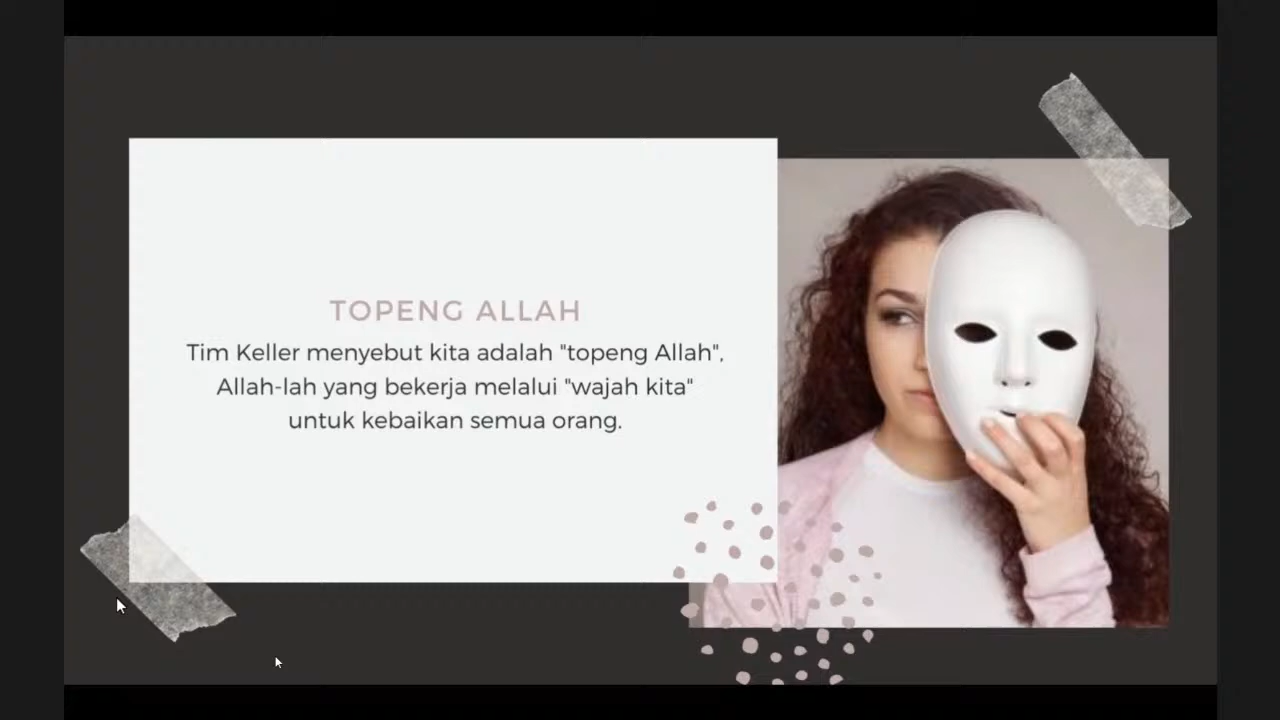 TOPENG ALLAH
Tim Keller menyebut kita adalah "topeng Allah".
Allah-lah yang bekerja melalui "wajah kita"
untuk kebaikan semua orang.